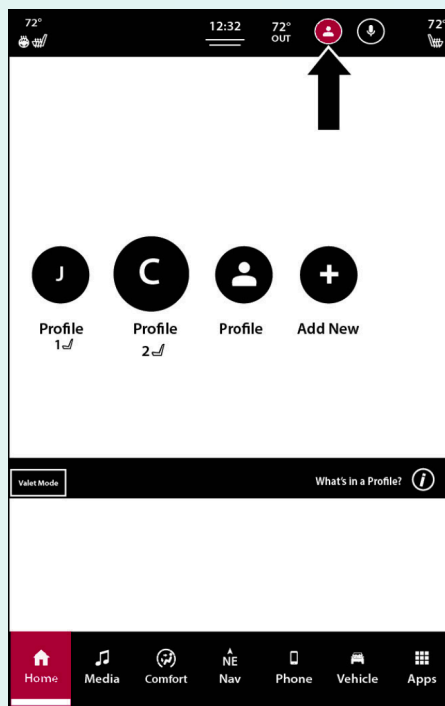 72°
12:32
72°
OUT
72°
J
C
Profile
1
Profile
2
Profile
Add New
Valet Mode
What's in a Profile?
i
NE
Home
Media
Comfort
Nav
Phone
Vehicle
Apps